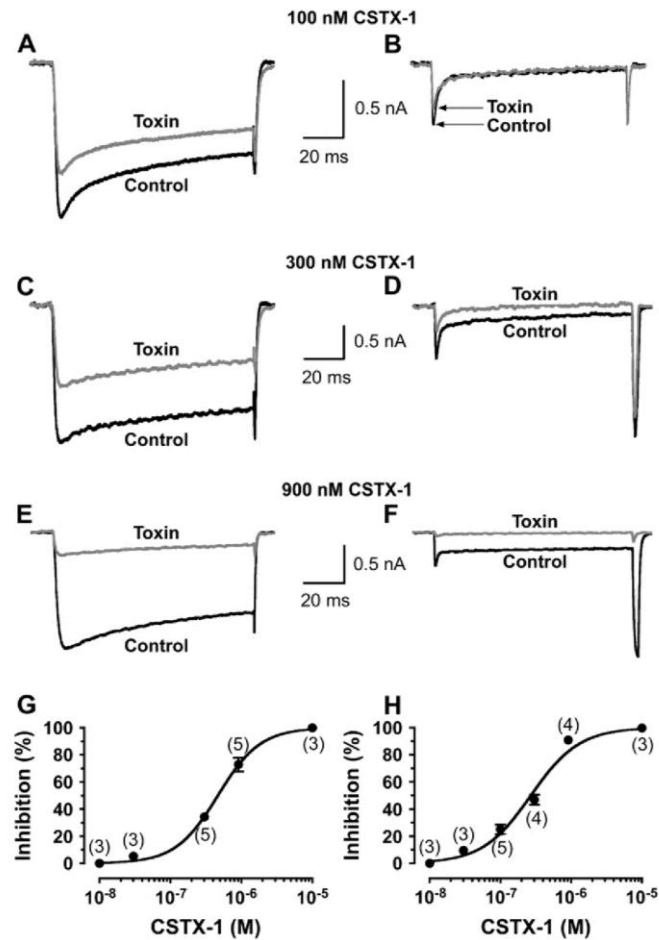 100 nM CSTX-1
A
B
Toxin
Control
0.5 nA
20 ms
Toxin
Control
300 nM CSTX-1
C
D
Toxin
Control
0.5 nA
20 ms
Toxin
Control
900 nM CSTX-1
E
F
Toxin
Control
0.5 nA
20 ms
Toxin
Control
G
Inhibition (%)
100
80
60
40
20
0
(3)
(3)
(5)
(5)
(3)
10⁻⁸
10⁻⁷
10⁻⁶
10⁻⁵
CSTX-1 (M)
H
Inhibition (%)
100
80
60
40
20
0
(3)
(3)
(5)
(4)
(4)
(3)
10⁻⁸
10⁻⁷
10⁻⁶
10⁻⁵
CSTX-1 (M)